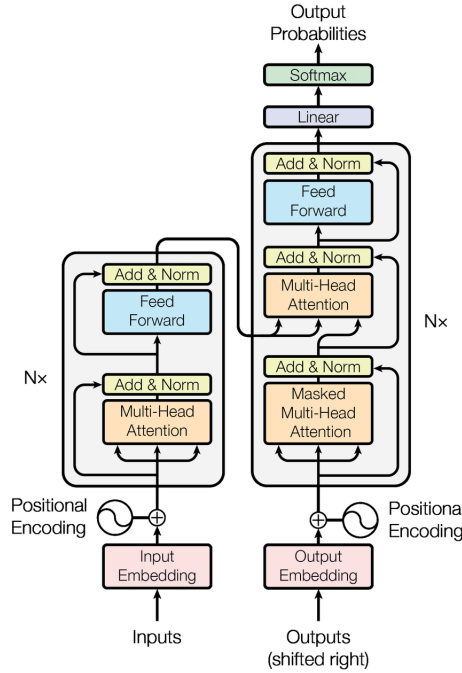 Output
Probabilities
Softmax
Linear
Add & Norm
Feed
Forward
Add & Norm
Multi-Head
Attention
Add & Norm
Masked
Multi-Head
Attention
Nx
Add & Norm
Feed
Forward
Add & Norm
Multi-Head
Attention
Nx
Positional
Encoding
Positiona
Encoding
Input
Embedding
Output
Embedding
Inputs
Outputs
(shifted right)